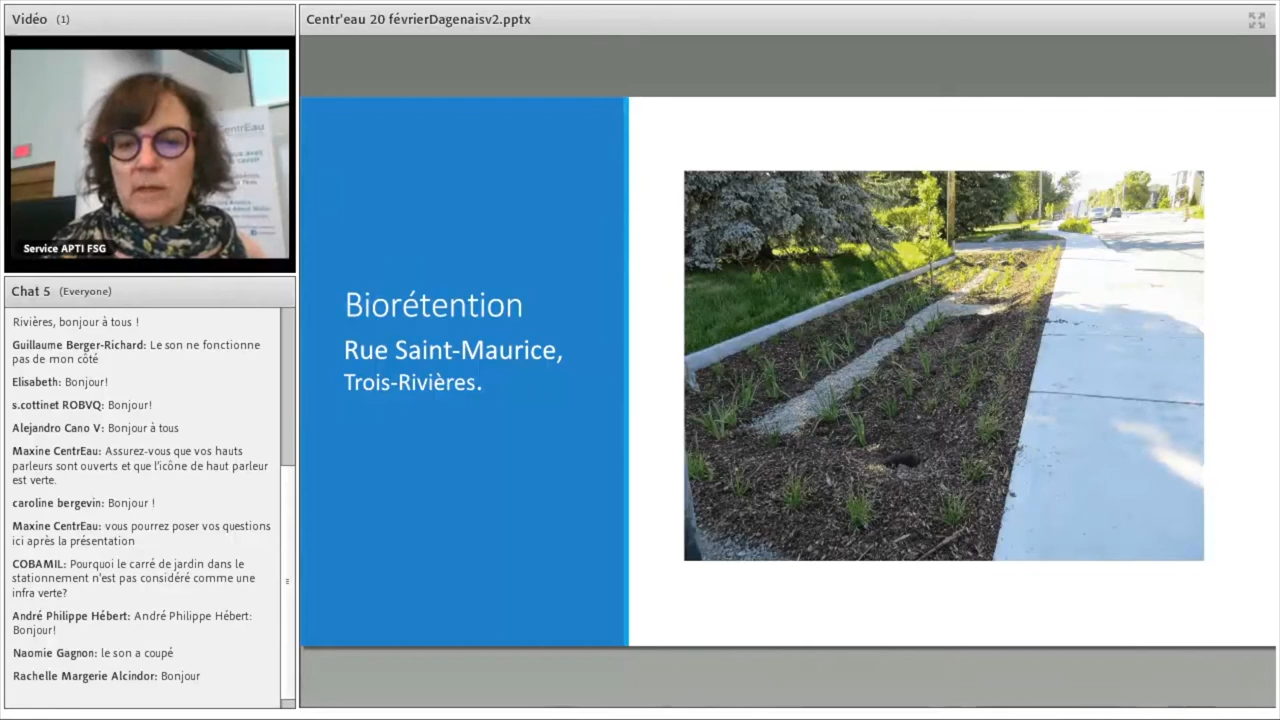 Vidéo (1)
Centr'eau 20 févrierDagenaisv2.pptx
CentrEau
Service APTI FSG
Chat 5 (Everyone)
Rivières, bonjour à tous !
Guillaume Berger-Richard: Le son ne fonctionne
pas de mon côté
Elisabeth: Bonjour!
s.cottinet ROBVQ: Bonjour!
Alejandro Cano V: Bonjour à tous
Maxine CentrEau: Assurez-vous que vos hauts
parleurs sont ouverts et que l'icône de haut parleur
est verte.
caroline bergevin: Bonjour !
Maxine CentrEau: vous pourrez poser vos questions
ici après la présentation
COBAMIL: Pourquoi le carré de jardin dans le
stationnement n'est pas considéré comme une
infra verte?
André Philippe Hébert: André Philippe Hébert:
Bonjour!
Naomie Gagnon: le son a coupé
Rachelle Margerie Alcindor: Bonjour
Biorétention
Rue Saint-Maurice,
Trois-Rivières.